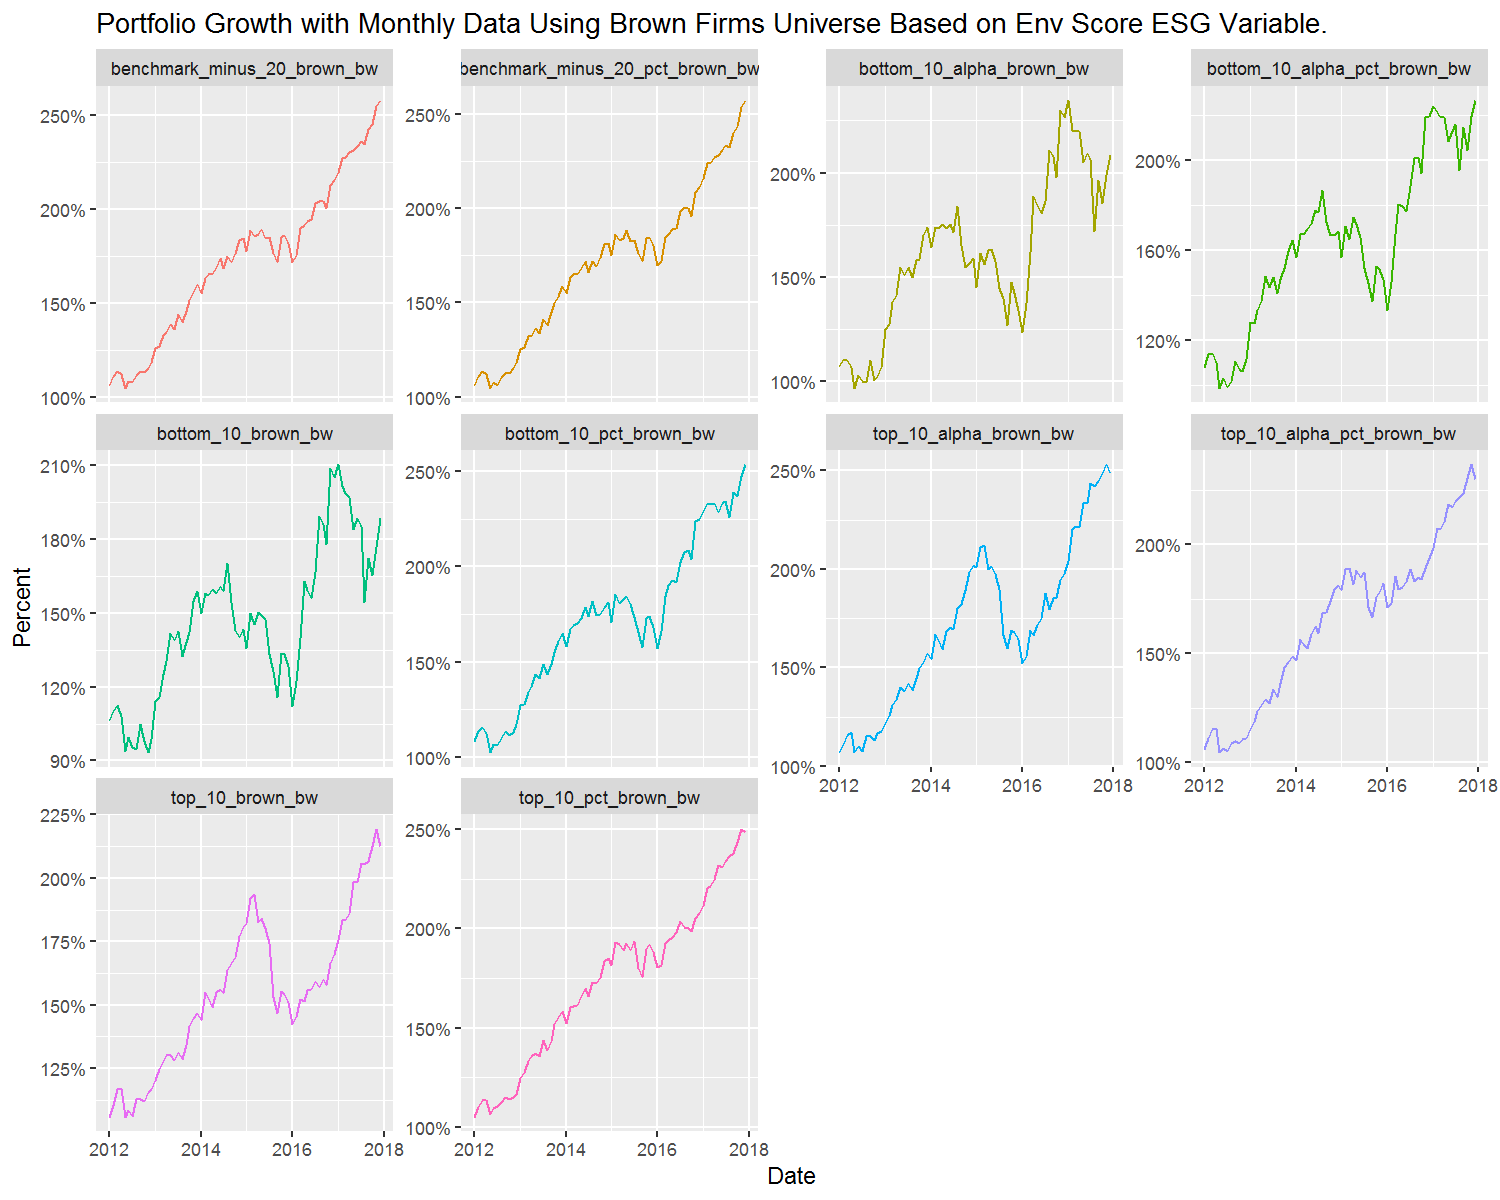 Portfolio Growth with Monthly Data Using Brown Firms Universe Based on Env Score ESG Variable.
benchmark_minus_20_brown_bw
benchmark_minus_20_pct_brown_bw
bottom_10_alpha_brown_bw
bottom_10_alpha_pct_brown_bw
250%
200%
150%
100%
250%
200%
150%
100%
200%
150%
100%
200%
160%
120%
bottom_10_brown_bw
bottom_10_pct_brown_bw
top_10_alpha_brown_bw
top_10_alpha_pct_brown_bw
210%
180%
150%
120%
90%
250%
200%
150%
100%
250%
200%
150%
100%
200%
150%
100%
2012 2014 2016 2018
2012 2014 2016 2018
top_10_brown_bw
top_10_pct_brown_bw
225%
200%
175%
150%
125%
250%
200%
150%
100%
2012 2014 2016 2018
2012 2014 2016 2018
Percent
Date